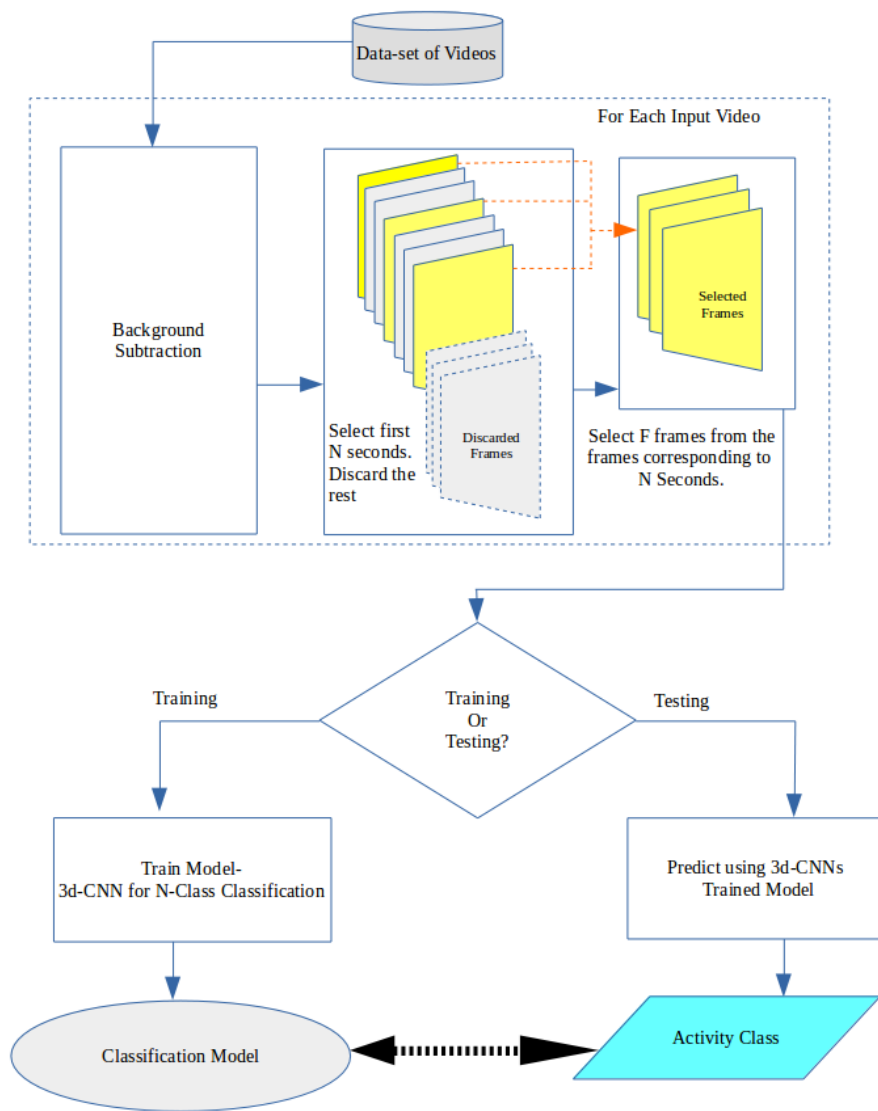 Data-set of Videos
For Each Input Video
Background
Subtraction
Select first
N seconds.
Discard the
rest
Discarded
Frames
Selected
Frames
Select F frames from the
frames corresponding to
N Seconds.
Training
Training
Or
Testing?
Testing
Train Model-
3d-CNN for N-Class Classification
Predict using 3d-CNNs
Trained Model
Classification Model
Activity Class